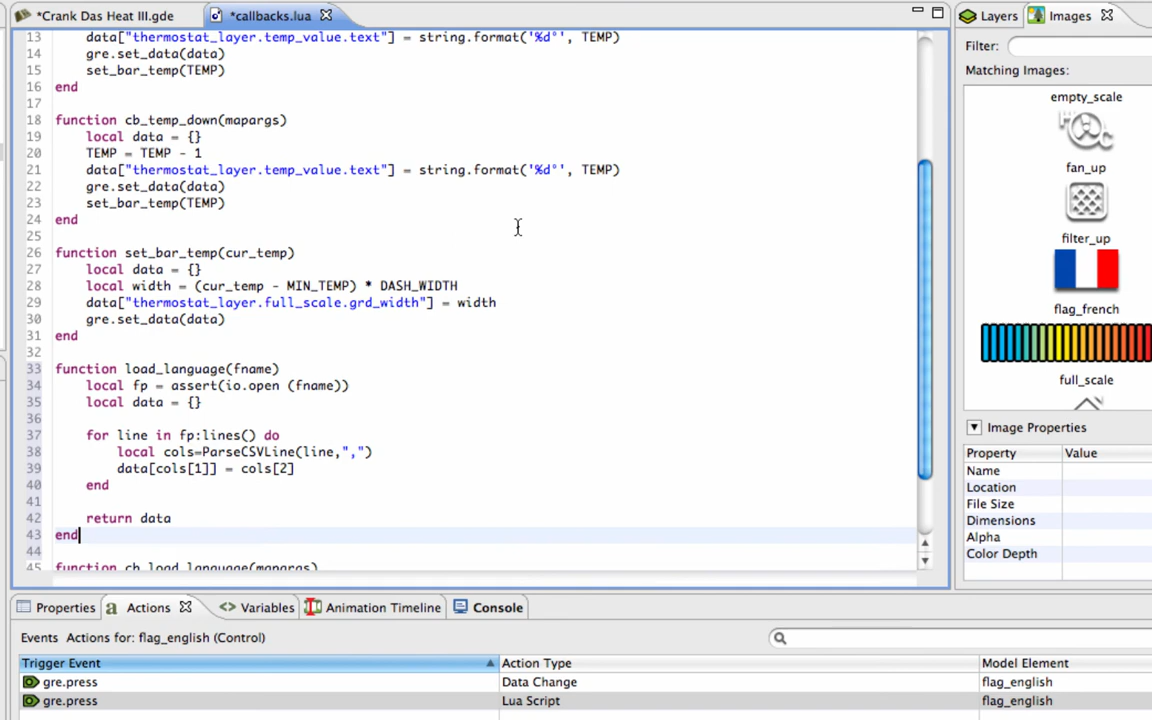 *Crank Das Heat III.gde
*callbacks.lua
Layers
Images
13 data["thermostat_layer.temp_value.text"] = string.format('%d°', TEMP)
14 gre.set_data(data)
15 set_bar_temp(TEMP)
16 end
17
18 function cb_temp_down(mapargs)
19 local data = {}
20 TEMP = TEMP - 1
21 data["thermostat_layer.temp_value.text"] = string.format('%d°', TEMP)
22 gre.set_data(data)
23 set_bar_temp(TEMP)
24 end
25
26 function set_bar_temp(cur_temp)
27 local data = {}
28 local width = (cur_temp - MIN_TEMP) * DASH_WIDTH
29 data["thermostat_layer.full_scale.grd_width"] = width
30 gre.set_data(data)
31 end
32
33 function load_language(fname)
34 local fp = assert(io.open (fname))
35 local data = {}
36
37 for line in fp:lines() do
38 local cols=ParseCSVLine(line,",")
39 data[cols[1]] = cols[2]
40 end
41
42 return data
43 end
44
45 function cb_load_language(mapargs)
Filter:
Matching Images:
empty_scale
fan_up
filter_up
flag_french
full_scale
Image Properties
Property Value
Name
Location
File Size
Dimensions
Alpha
Color Depth
Properties
Actions
Variables
Animation Timeline
Console
Events Actions for: flag_english (Control)
Trigger Event Action Type Model Element
gre.press Data Change flag_english
gre.press Lua Script flag_english